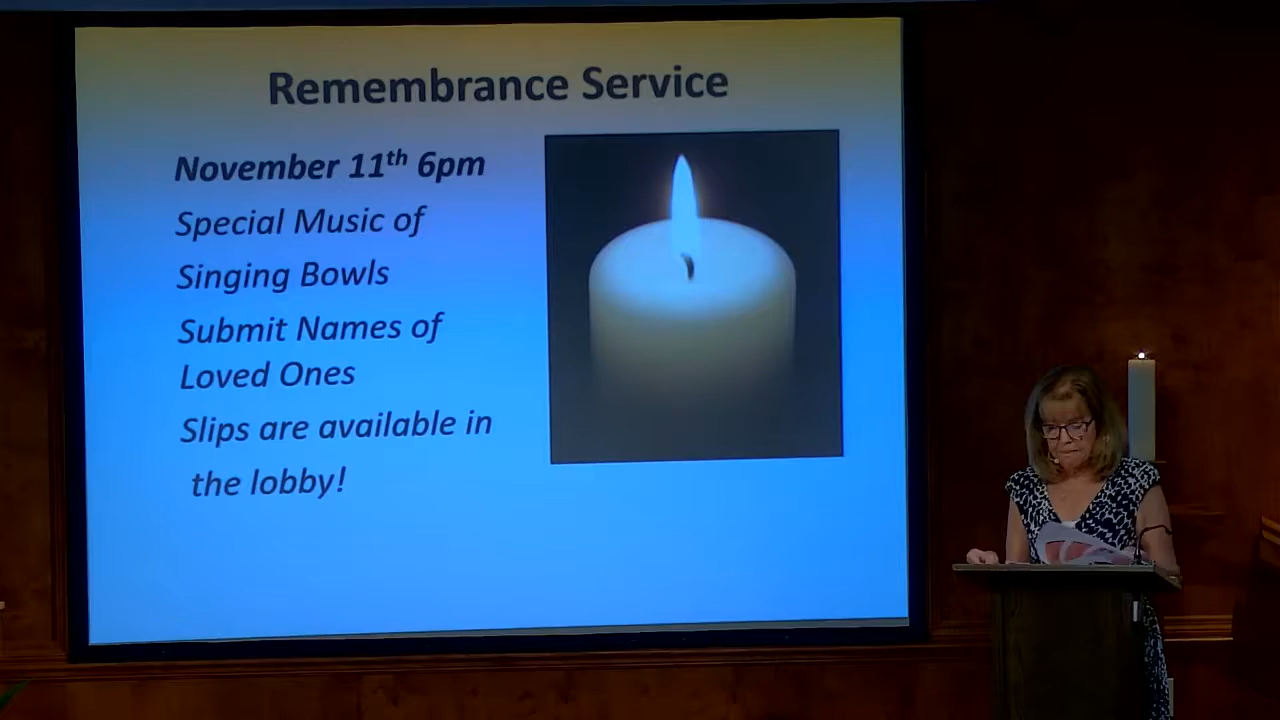 Remembrance Service
November 11th 6pm
Special Music of
Singing Bowls
Submit Names of
Loved Ones
Slips are available in
the lobby!